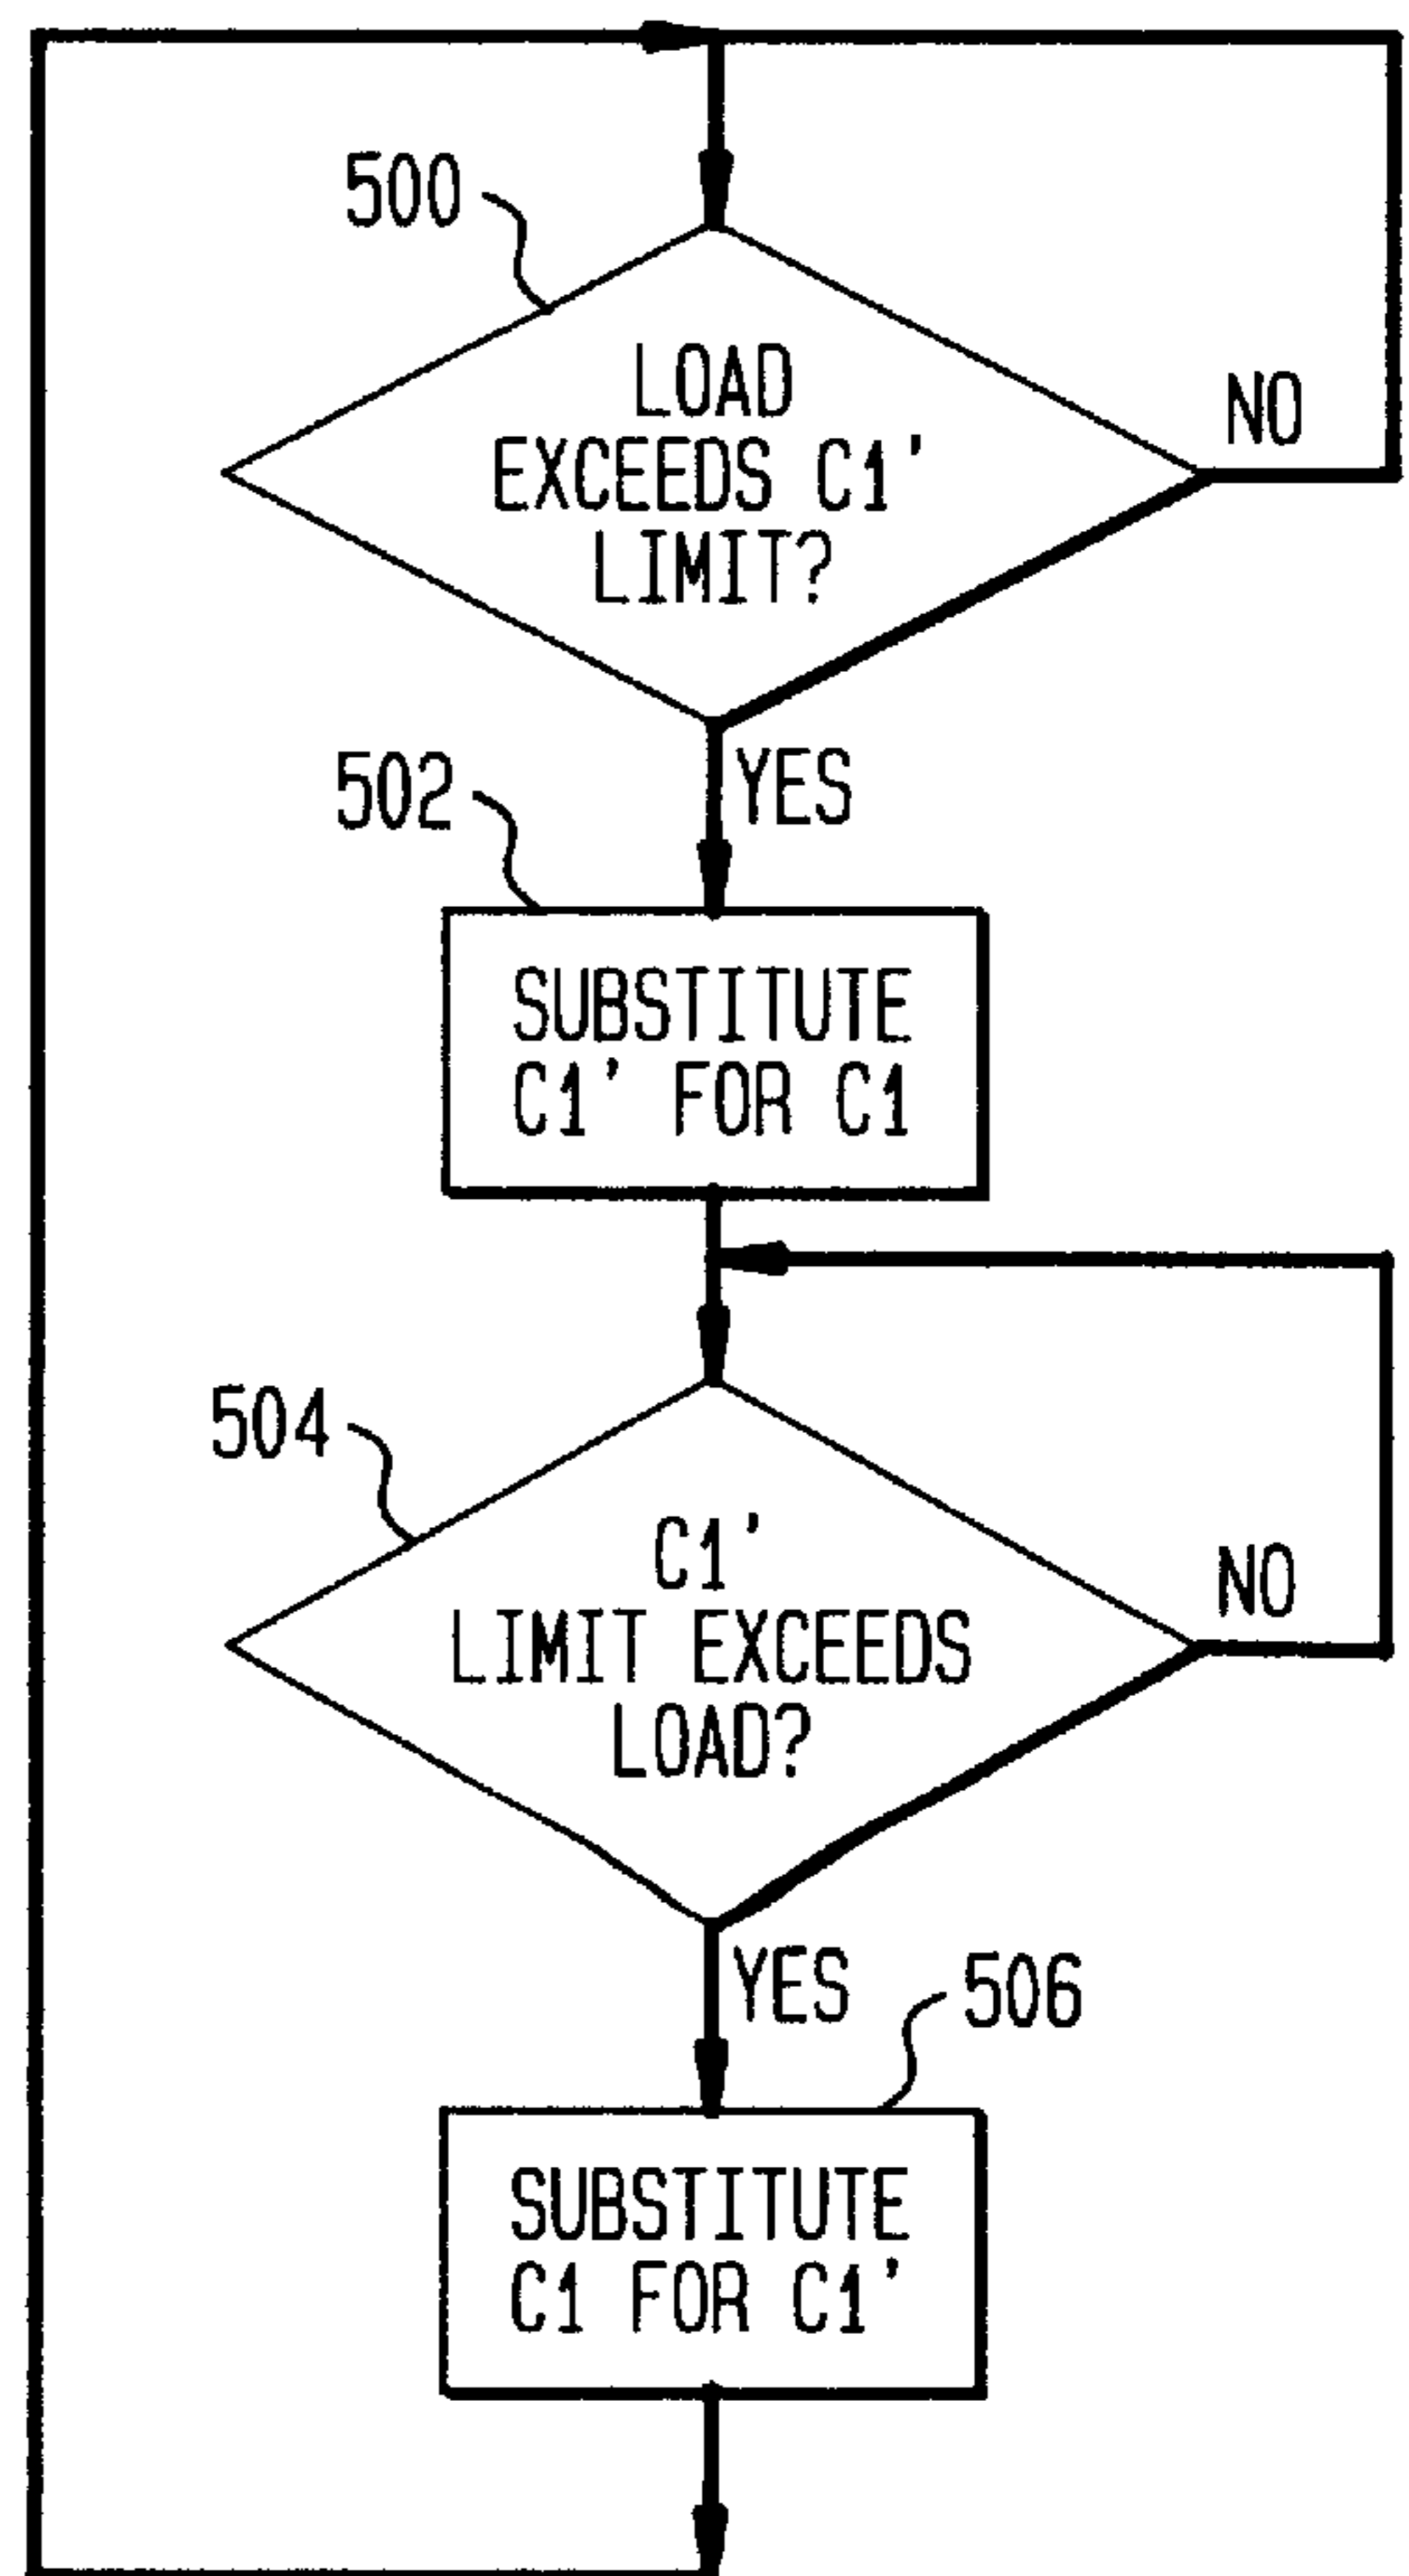 500
LOAD
EXCEEDS C1'
LIMIT?
NO
YES
502
SUBSTITUTE
C1' FOR C1
504
C1'
LIMIT EXCEEDS
LOAD?
NO
YES
506
SUBSTITUTE
C1 FOR C1'